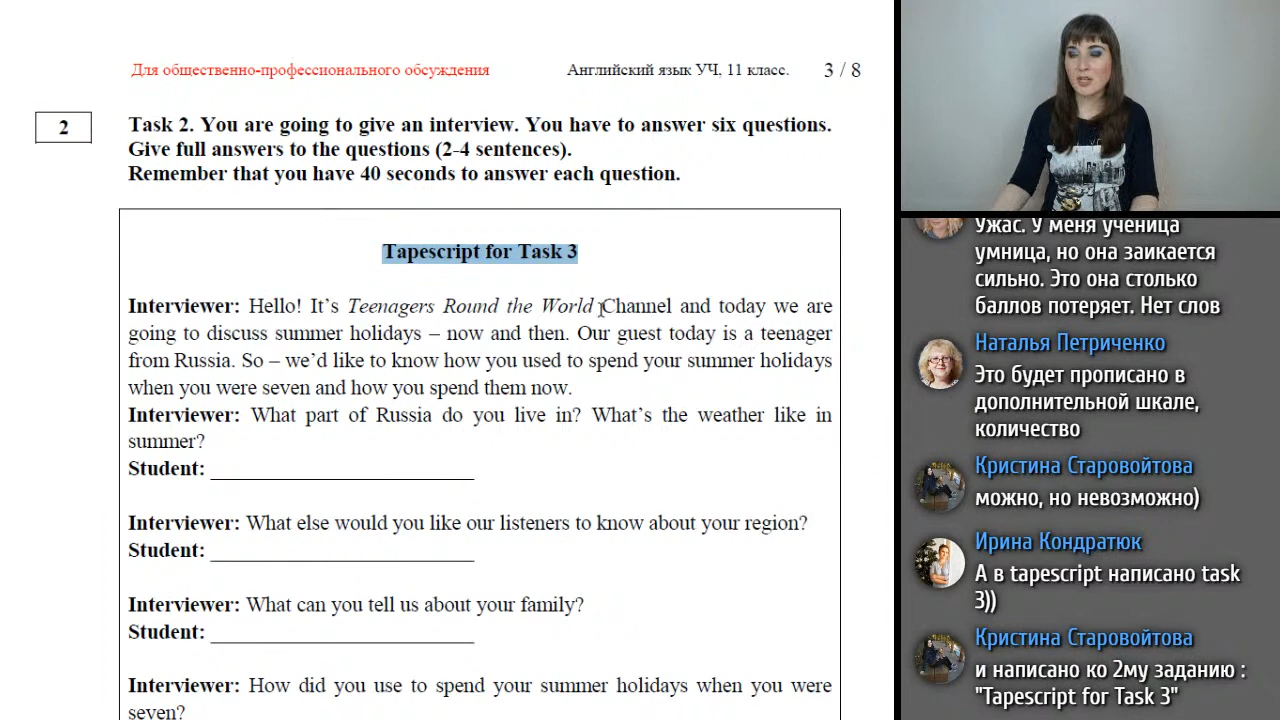 Для общественно-профессионального обсуждения
Английский язык УЧ, 11 класс.
3 / 8
2
Task 2. You are going to give an interview. You have to answer six questions.
Give full answers to the questions (2-4 sentences).
Remember that you have 40 seconds to answer each question.
Tapescript for Task 3
Interviewer: Hello! It’s Teenagers Round the World Channel and today we are
going to discuss summer holidays – now and then. Our guest today is a teenager
from Russia. So – we’d like to know how you used to spend your summer holidays
when you were seven and how you spend them now.
Interviewer: What part of Russia do you live in? What’s the weather like in
summer?
Student: ________________________
Interviewer: What else would you like our listeners to know about your region?
Student: ________________________
Interviewer: What can you tell us about your family?
Student: ________________________
Interviewer: How did you use to spend your summer holidays when you were
seven?
Ужас. У меня ученица
умница, но она заикается
сильно. Это она столько
баллов потеряет. Нет слов
Наталья Петриченко
Это будет прописано в
дополнительной шкале,
количество
Кристина Старовойтова
можно, но невозможно)
Ирина Кондратюк
А в tapescript написано task
3))
Кристина Старовойтова
и написано ко 2му заданию :
"Tapescript for Task 3"